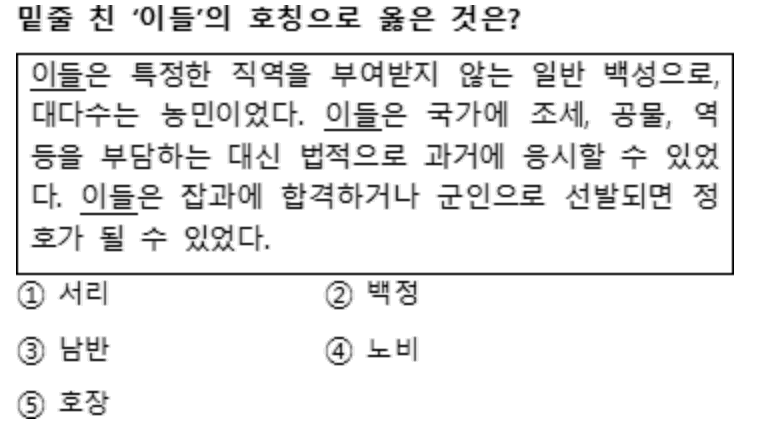 밑줄 친 '이들'의 호칭으로 옳은 것은?
이들은 특정한 직역을 부여받지 않는 일반 백성으로,
대다수는 농민이었다. 이들은 국가에 조세, 공물, 역
등을 부담하는 대신 법적으로 과거에 응시할 수 있었
다. 이들은 잡과에 합격하거나 군인으로 선발되면 정
호가 될 수 있었다.
① 서리 ② 백정
③ 남반 ④ 노비
⑤ 호장